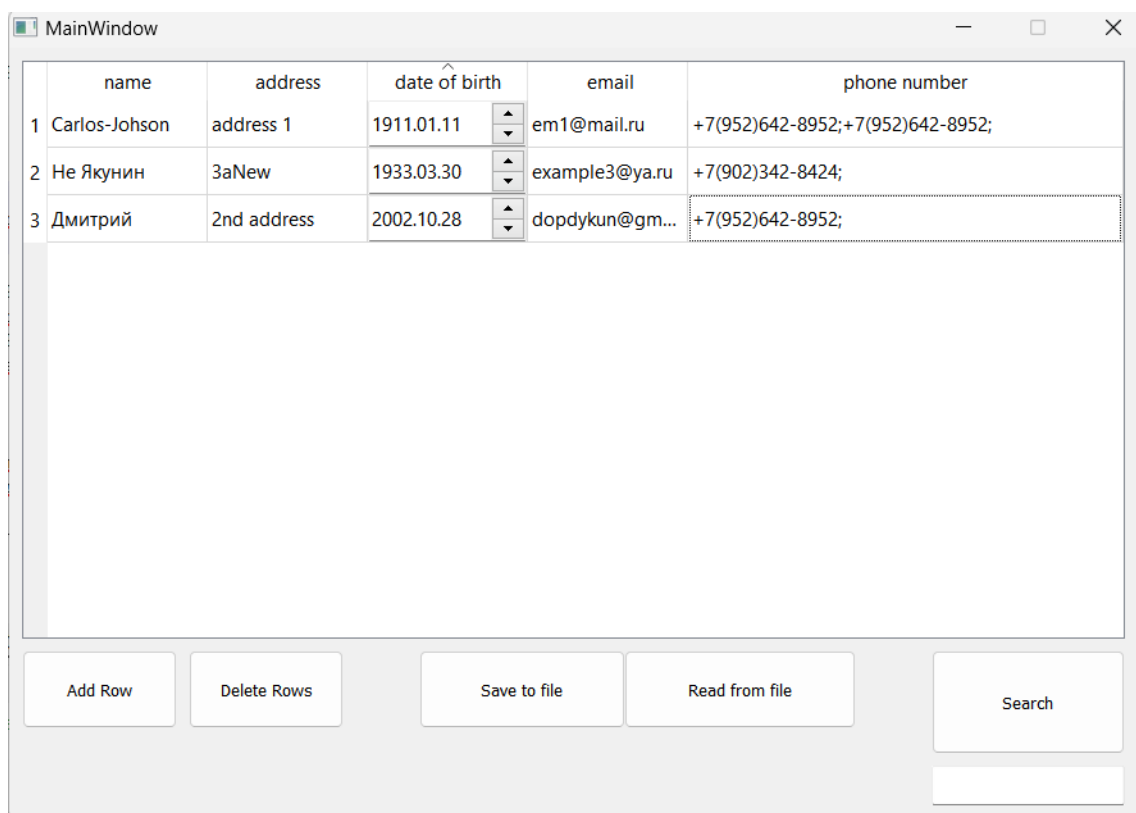 MainWindow
name address date of birth email phone number
1 Carlos-Johson address 1 1911.01.11 em1@mail.ru +7(952)642-8952;+7(952)642-8952;
2 Не Якунин 3aNew 1933.03.30 example3@ya.ru +7(902)342-8424;
3 Дмитрий 2nd address 2002.10.28 dopdykun@gm... +7(952)642-8952;
Add Row Delete Rows Save to file Read from file Search